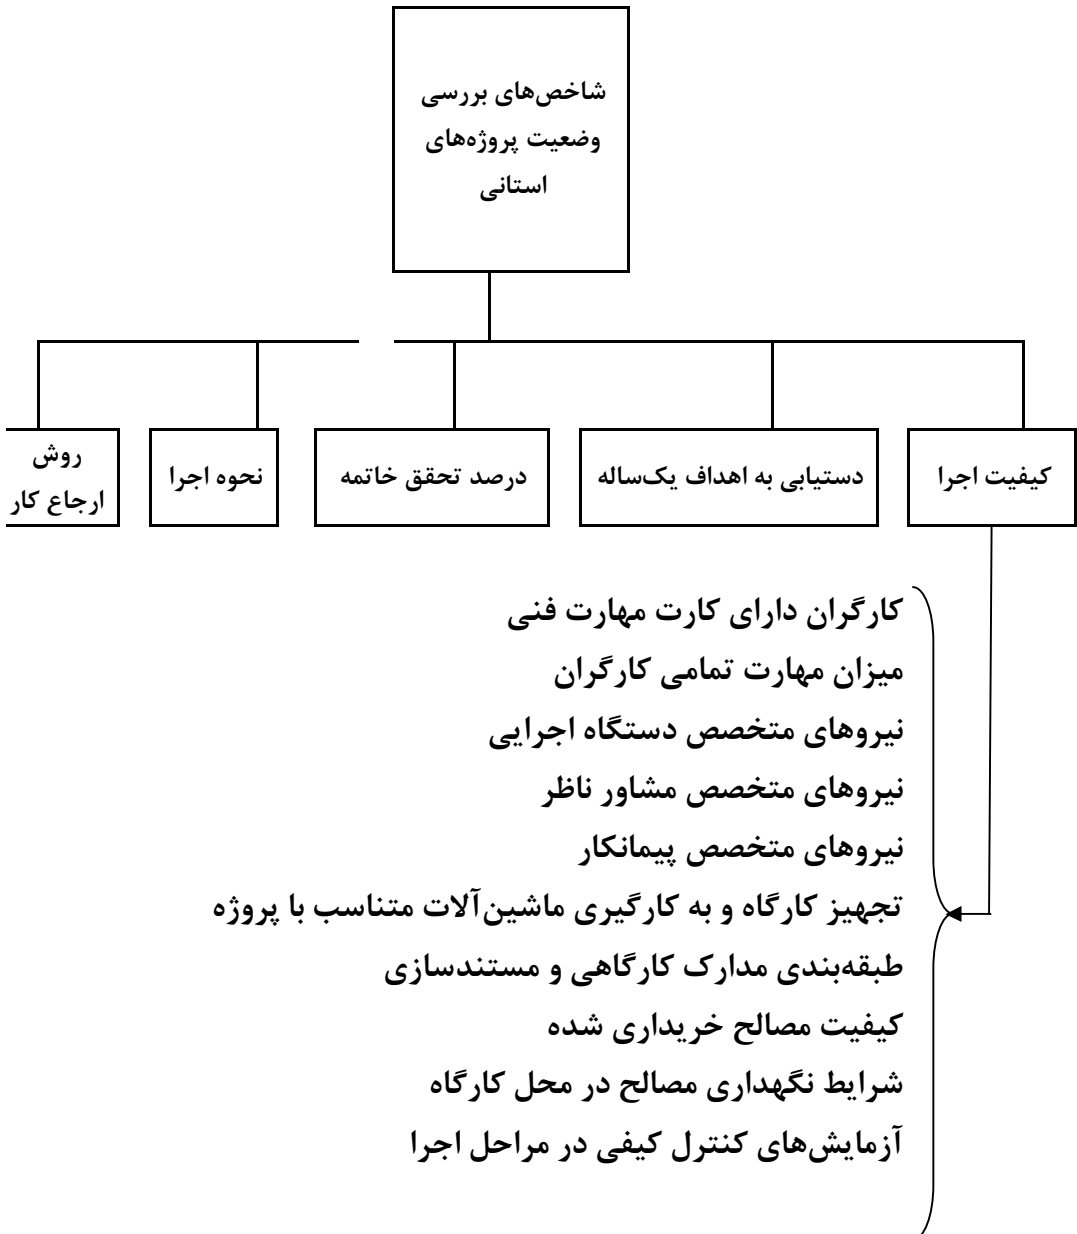 شاخص‌های بررسی
وضعیت پروژه‌های
استانی
کیفیت اجرا
دستیابی به اهداف یک‌ساله
درصد تحقق خاتمه
نحوه اجرا
روش
ارجاع کار
کارگران دارای کارت مهارت فنی
میزان مهارت تمامی کارگران
نیروهای متخصص دستگاه اجرایی
نیروهای متخصص مشاور ناظر
نیروهای متخصص پیمانکار
تجهیز کارگاه و به کارگیری ماشین‌آلات متناسب با پروژه
طبقه‌بندی مدارک کارگاهی و مستندسازی
کیفیت مصالح خریداری شده
شرایط نگهداری مصالح در محل کارگاه
آزمایش‌های کنترل کیفی در مراحل اجرا